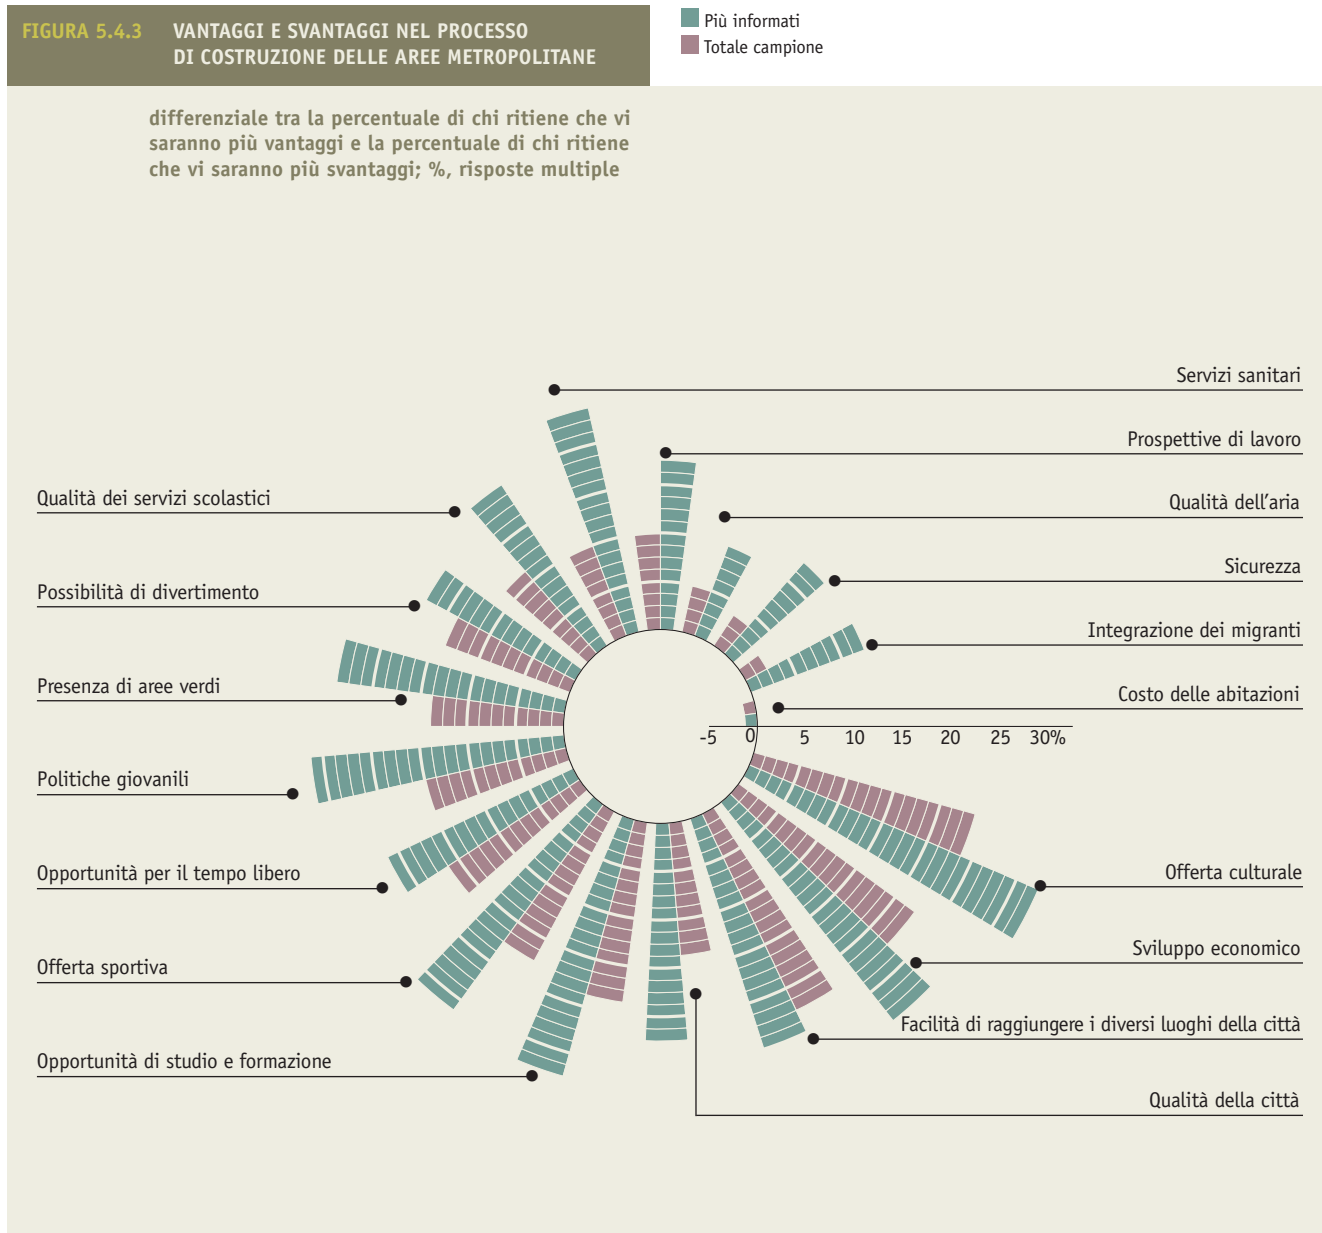 FIGURA 5.4.3
VANTAGGI E SVANTAGGI NEL PROCESSO
DI COSTRUZIONE DELLE AREE METROPOLITANE
Più informati
Totale campione
differenziale tra la percentuale di chi ritiene che vi
saranno più vantaggi e la percentuale di chi ritiene
che vi saranno più svantaggi; %, risposte multiple
Servizi sanitari
Prospettive di lavoro
Qualità dell'aria
Sicurezza
Integrazione dei migranti
Costo delle abitazioni
-5 0 5 10 15 20 25 30%
Offerta culturale
Sviluppo economico
Facilità di raggiungere i diversi luoghi della città
Qualità della città
Qualità dei servizi scolastici
Possibilità di divertimento
Presenza di aree verdi
Politiche giovanili
Opportunità per il tempo libero
Offerta sportiva
Opportunità di studio e formazione